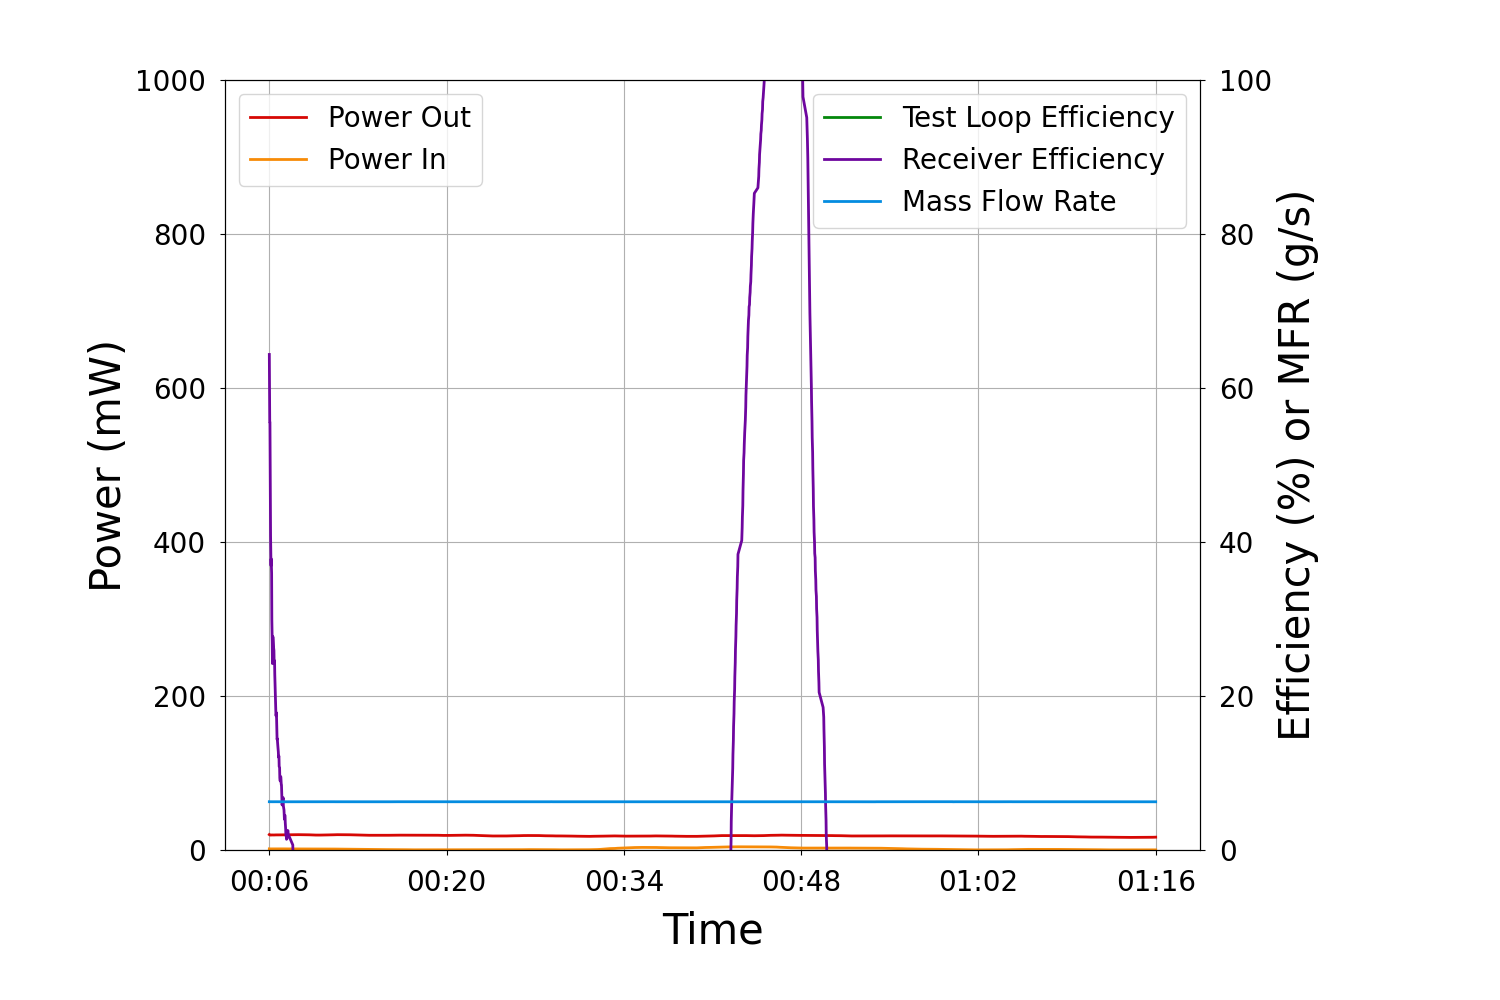 Power Out
Power In
Test Loop Efficiency
Receiver Efficiency
Mass Flow Rate
1000
800
600
400
200
0
Power (mW)
100
80
60
40
20
0
Efficiency (%) or MFR (g/s)
00:06 00:20 00:34 00:48 01:02 01:16
Time